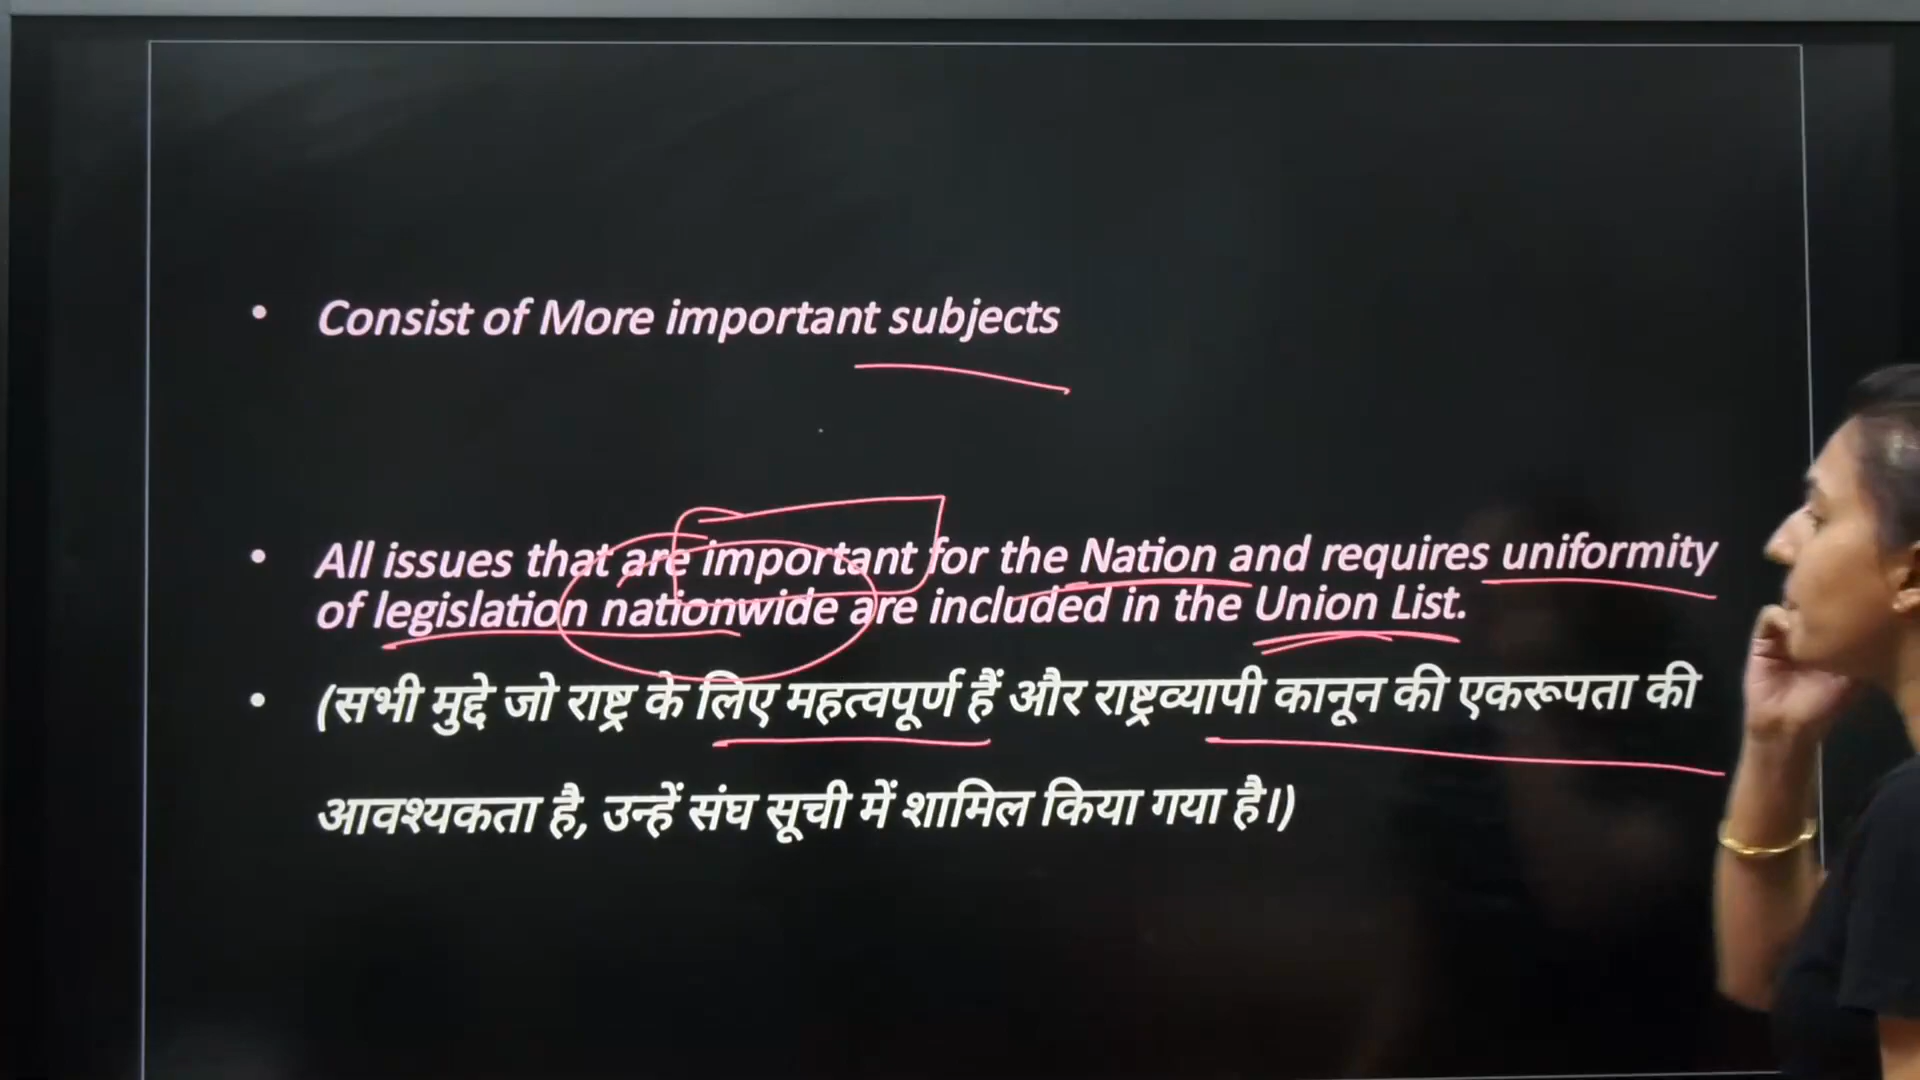 • Consist of More important subjects
• All issues that are important for the Nation and requires uniformity
of legislation nationwide are included in the Union List.
• (सभी मुद्दे जो राष्ट्र के लिए महत्वपूर्ण हैं और राष्ट्रव्यापी कानून की एकरूपता की
आवश्यकता है, उन्हें संघ सूची में शामिल किया गया है।)